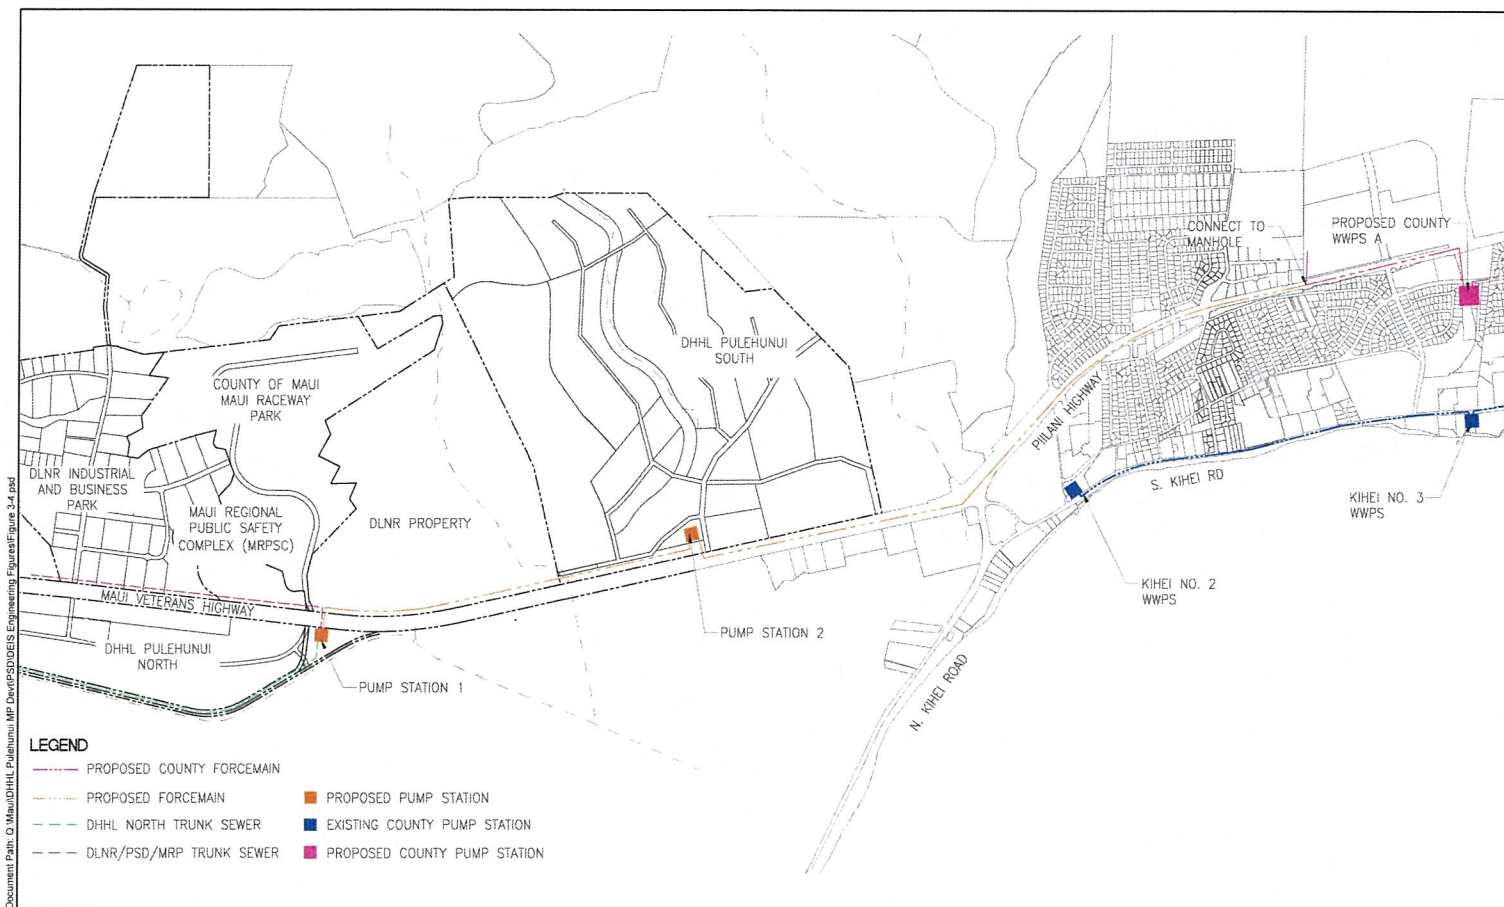 CONNECT TO
MANHOLE
PROPOSED COUNTY
WWPS A
DHHL PULEHUNUI
SOUTH
COUNTY OF MAUI
MAUI RACEWAY
PARK
PIILANI HIGHWAY
DLNR INDUSTRIAL
AND BUSINESS
PARK
MAUI REGIONAL
PUBLIC SAFETY
COMPLEX (MRPSC)
DLNR PROPERTY
S. KIHEI RD
KIHEI NO. 3
WWPS
KIHEI NO. 2
WWPS
MAUI VETERANS HIGHWAY
PUMP STATION 2
DHHL PULEHUNUI
NORTH
PUMP STATION 1
N. KIHEI ROAD
LEGEND
PROPOSED COUNTY FORCEMAIN
PROPOSED FORCEMAIN
DHHL NORTH TRUNK SEWER
DLNR/PSD/MRP TRUNK SEWER
PROPOSED PUMP STATION
EXISTING COUNTY PUMP STATION
PROPOSED COUNTY PUMP STATION
Document Path: Q:\Maui\DHHL Pulehunui MP Devt\PSD\DEIS Engineering Figures\Figure 3-4.psd